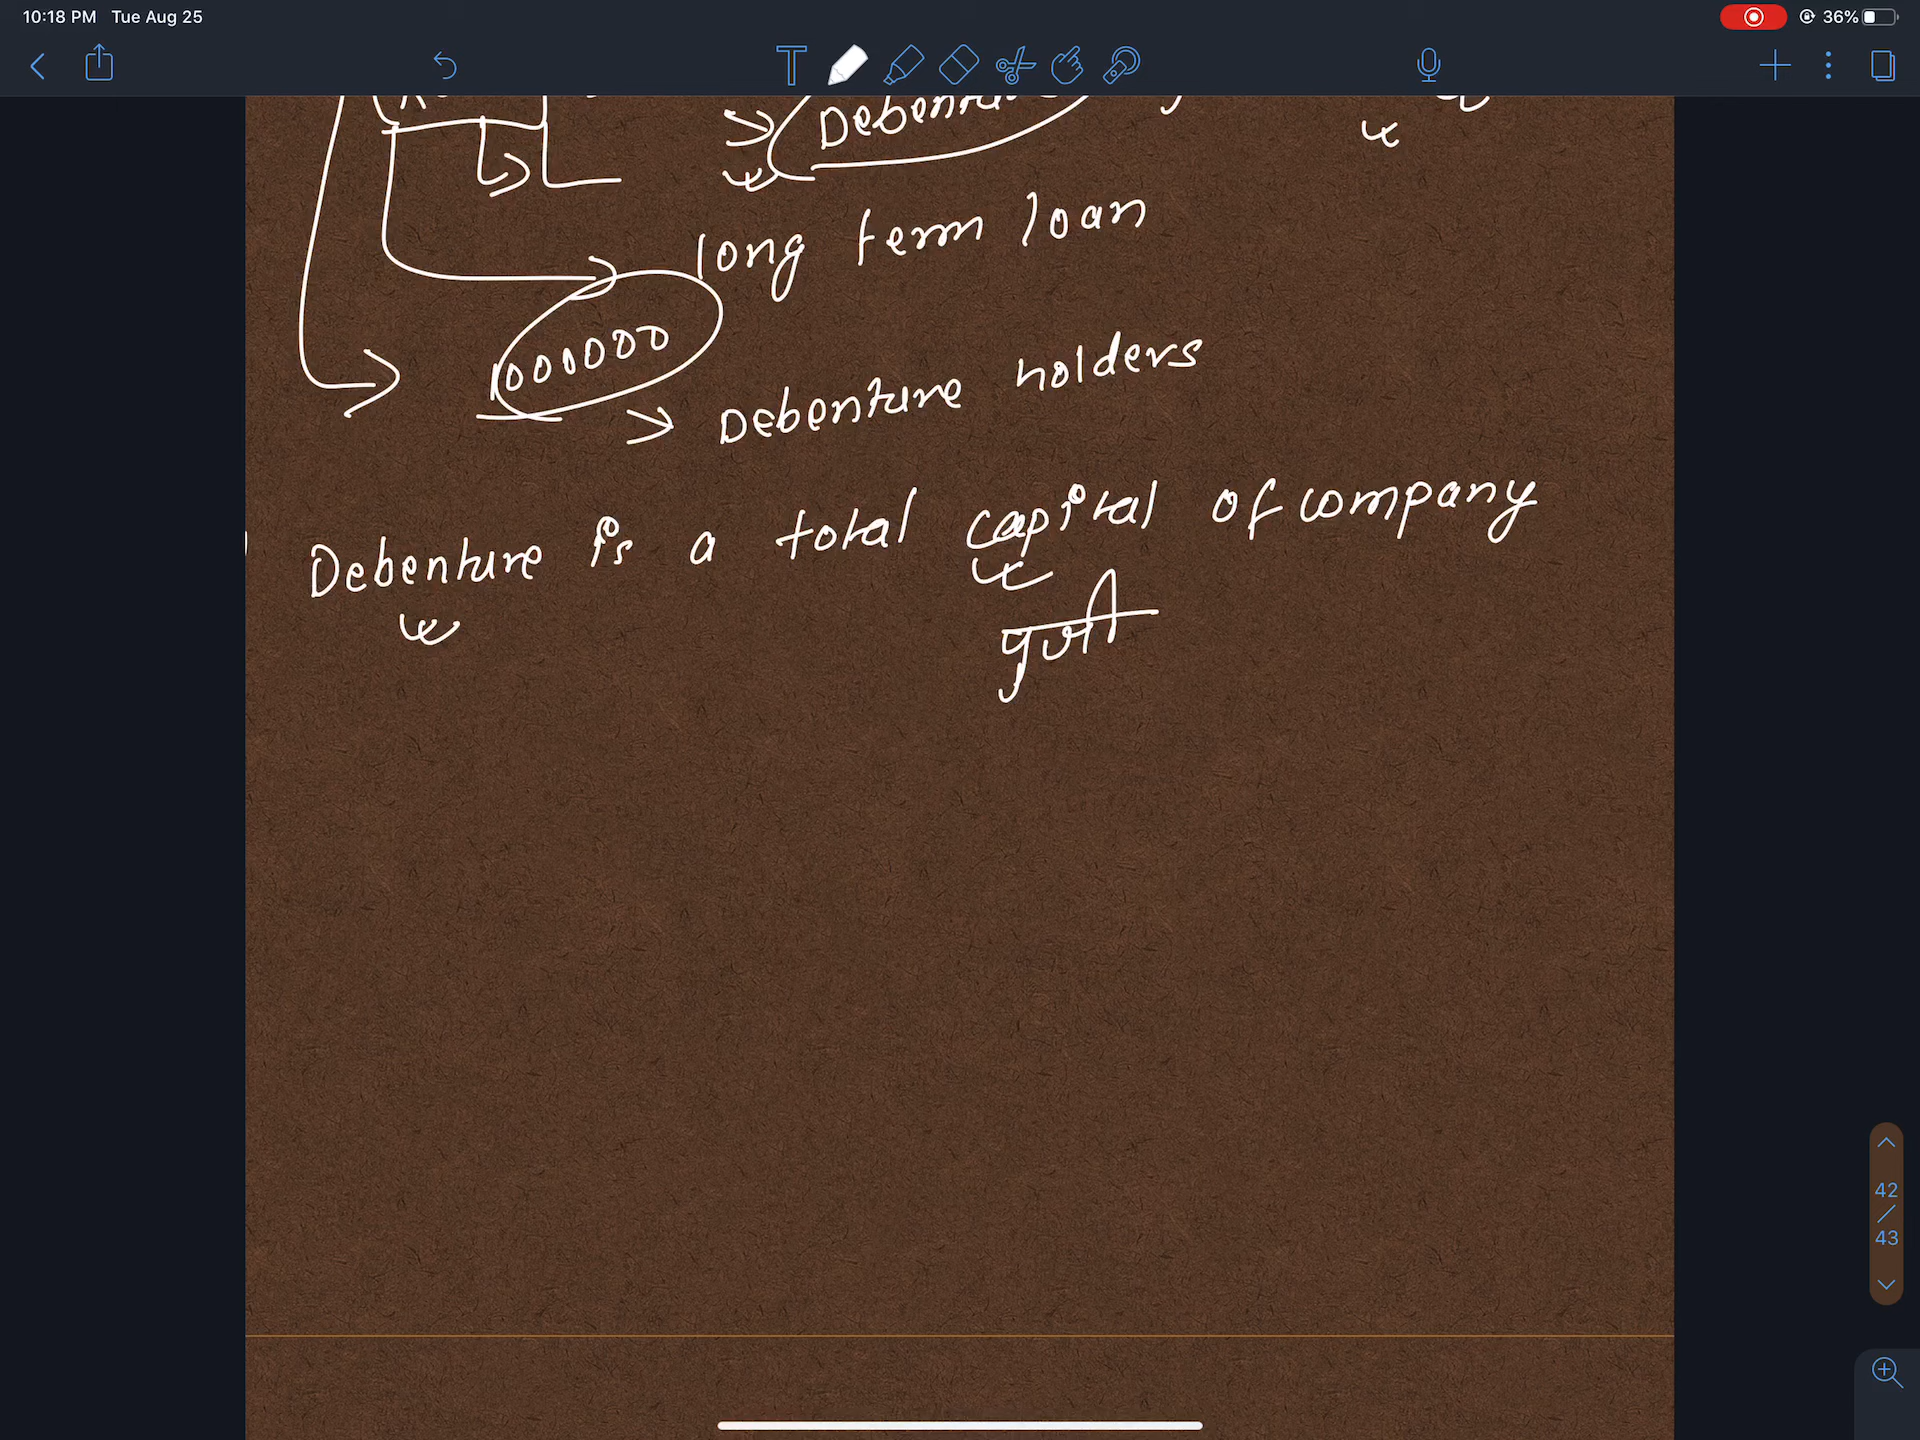 10:18 PM Tue Aug 25
36%
Debentu
long term loan
1000000
Debenture holders
Debenture is a total capital of company
पूंजी
42
/
43